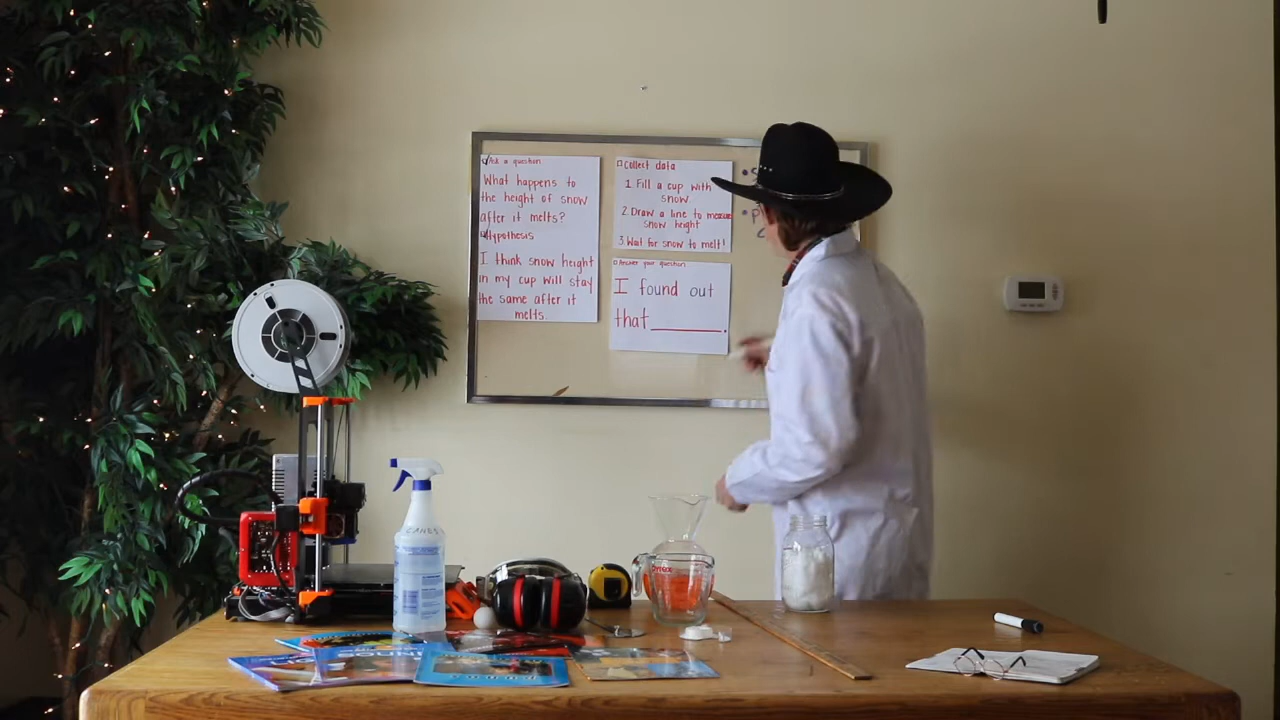 Ask a question
What happens to
the height of snow
after it melts?
Hypothesis
I think snow height
in my cup will stay
the same after it
melts.
Collect data
1. Fill a cup with
snow.
2. Draw a line to measure
snow height
3. Wait for snow to melt!
Answer your question
I found out
that ________.
PYREX